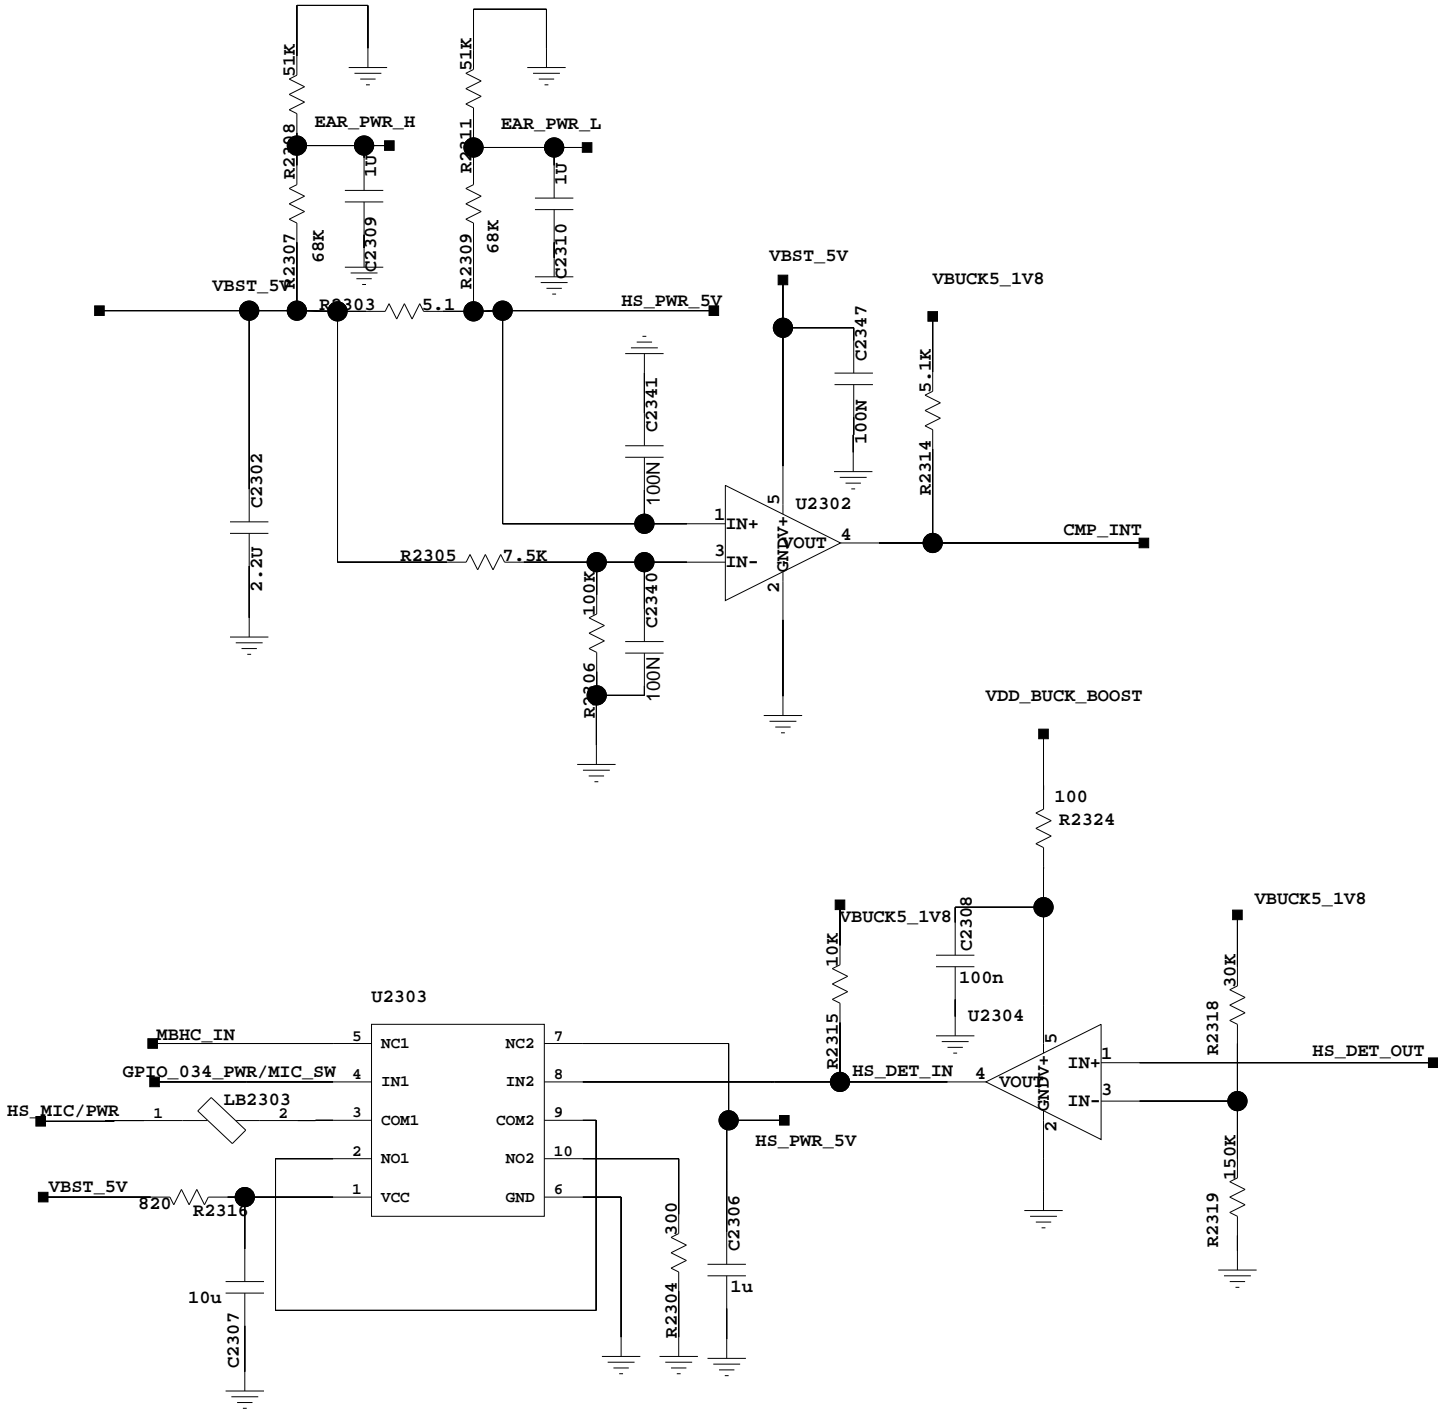 51K
51K
EAR_PWR_H
EAR_PWR_L
R2308
R2311
1U
1U
R2307
68K
C2309
R2309
68K
C2310
VBST_5V
R2303
5.1
HS_PWR_5V
VBST_5V
VBUCK5_1V8
C2347
100N
5.1K
R2314
C2341
100N
C2302
2.2U
U2302
1
IN+
3
IN-
5
V+
GND
VOUT
4
2
CMP_INT
R2305
7.5K
100K
R2306
C2340
100N
VDD_BUCK_BOOST
100
R2324
VBUCK5_1V8
C2308
100n
VBUCK5_1V8
10K
R2315
30K
R2318
U2304
5
1
IN+
HS_DET_OUT
HS_DET_IN
4
VOUT
V+
GND
3
IN-
2
150K
R2319
U2303
MBHC_IN
5
NC1
NC2
7
GPIO_034_PWR/MIC_SW
4
IN1
IN2
8
HS_MIC/PWR
1
LB2303
2
3
COM1
COM2
9
HS_PWR_5V
2
NO1
NO2
10
VBST_5V
820
R2316
1
VCC
GND
6
10u
C2307
300
R2304
C2306
1u